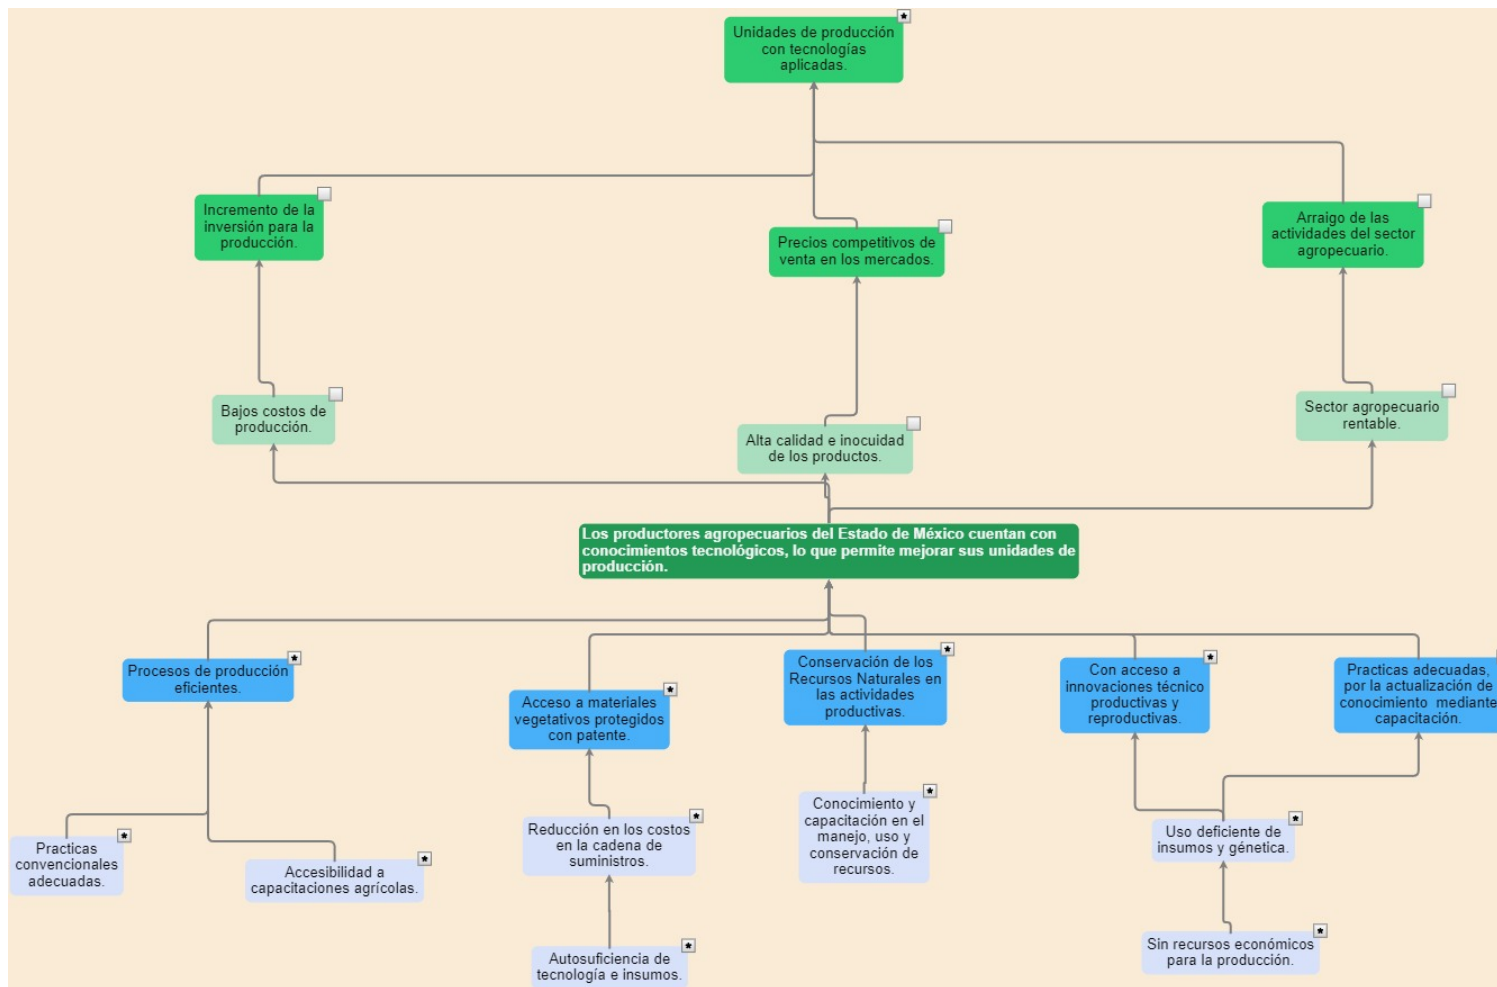 Unidades de producción
con tecnologías
aplicadas.
Incremento de la
inversión para la
producción.
Precios competitivos de
venta en los mercados.
Arraigo de las
actividades del sector
agropecuario.
Bajos costos de
producción.
Alta calidad e inocuidad
de los productos.
Sector agropecuario
rentable.
Los productores agropecuarios del Estado de México cuentan con
conocimientos tecnológicos, lo que permite mejorar sus unidades de
producción.
Procesos de producción
eficientes.
Acceso a materiales
vegetativos protegidos
con patente.
Conservación de los
Recursos Naturales en
las actividades
productivas.
Con acceso a
innovaciones técnico
productivas y
reproductivas.
Practicas adecuadas,
por la actualización de
conocimiento mediante
capacitación.
Practicas
convencionales
adecuadas.
Accesibilidad a
capacitaciones agrícolas.
Reducción en los costos
en la cadena de
suministros.
Conocimiento y
capacitación en el
manejo, uso y
conservación de
recursos.
Uso deficiente de
insumos y génetica.
Autosuficiencia de
tecnología e insumos.
Sin recursos económicos
para la producción.